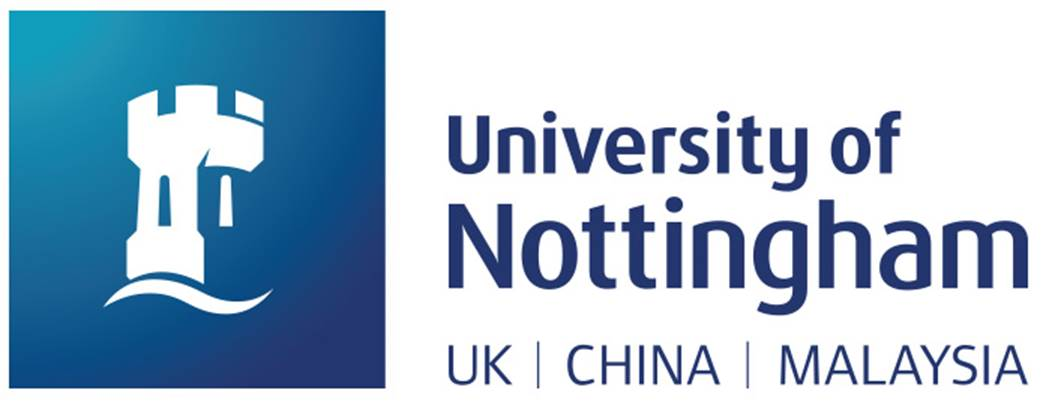 University of
Nottingham
UK | CHINA | MALAYSIA